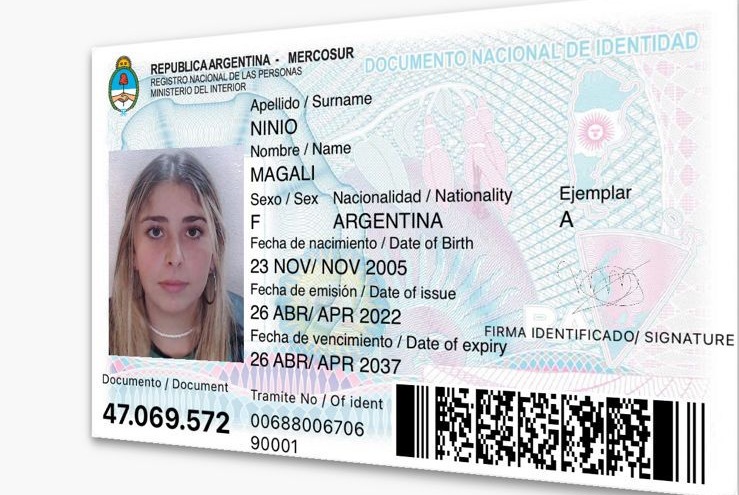 REPUBLICA ARGENTINA - MERCOSUR
REGISTRO NACIONAL DE LAS PERSONAS
MINISTERIO DEL INTERIOR
DOCUMENTO NACIONAL DE IDENTIDAD
Apellido / Surname
NINIO
Nombre / Name
MAGALI
Sexo / Sex Nacionalidad / Nationality Ejemplar
F ARGENTINA A
Fecha de nacimiento / Date of Birth
23 NOV/ NOV 2005
Fecha de emisión / Date of issue
26 ABR/ APR 2022
FIRMA IDENTIFICADO/ SIGNATURE
Fecha de vencimiento / Date of expiry
26 ABR/ APR 2037
Documento / Document
47.069.572
Tramite No / Of ident
00688006706
90001